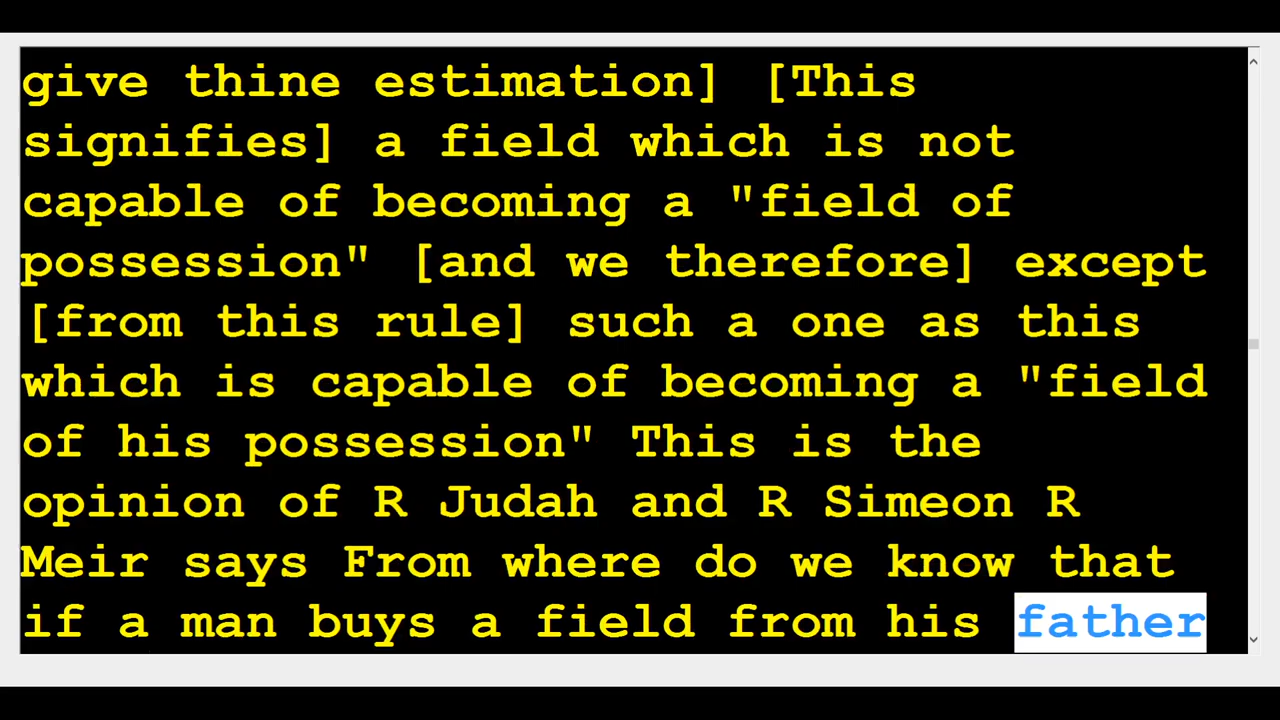 give thine estimation] [This
signifies] a field which is not
capable of becoming a "field of
possession" [and we therefore] except
[from this rule] such a one as this
which is capable of becoming a "field
of his possession" This is the
opinion of R Judah and R Simeon R
Meir says From where do we know that
if a man buys a field from his father